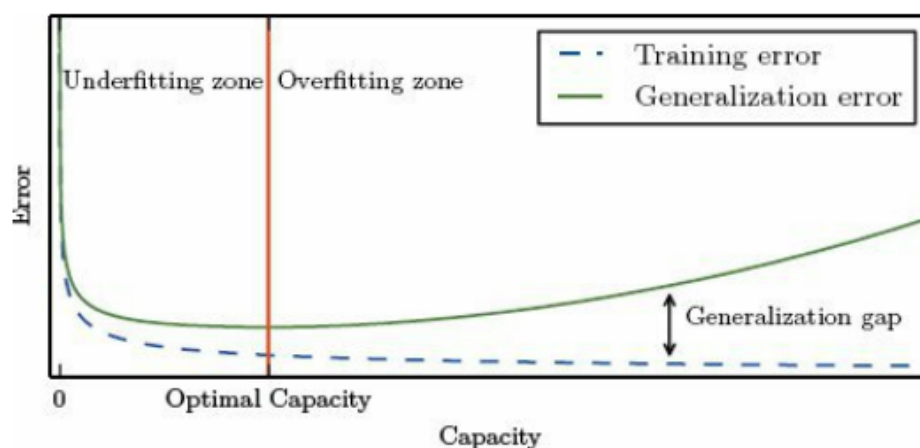 Training error
Generalization error
Underfitting zone
Overfitting zone
Error
Generalization gap
0
Optimal Capacity
Capacity